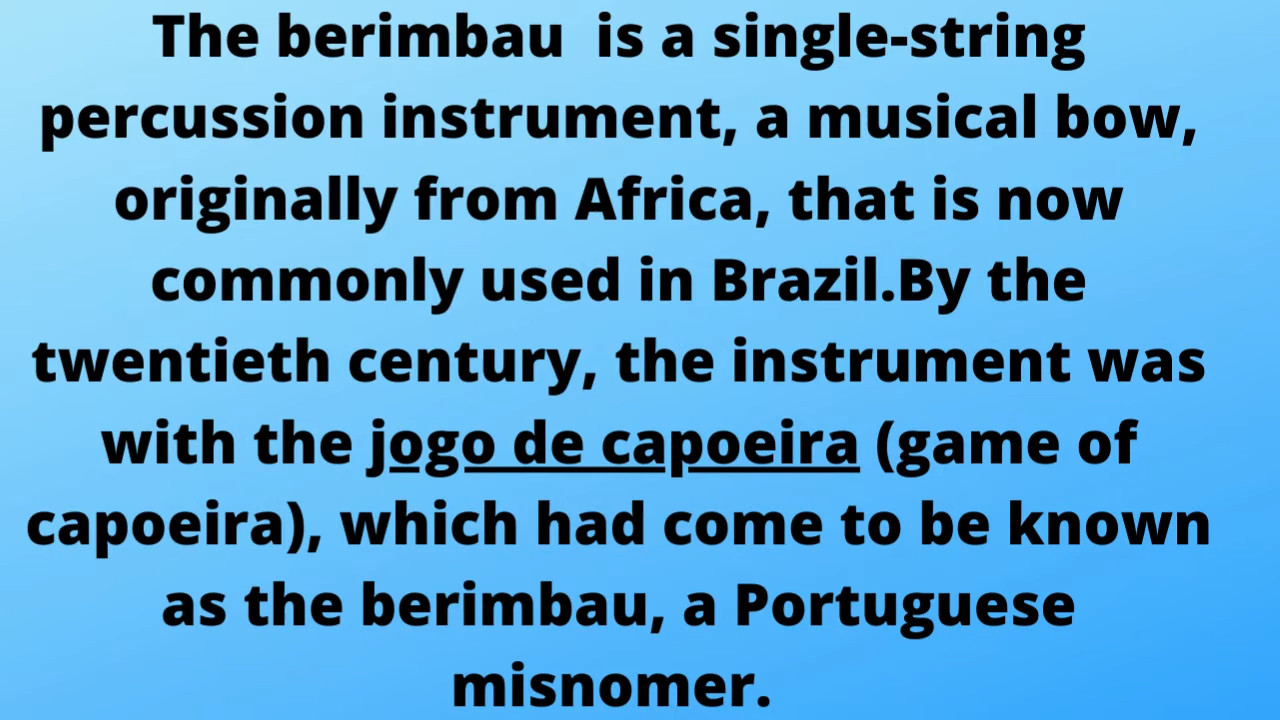 The berimbau  is a single-string
percussion instrument, a musical bow,
originally from Africa, that is now
commonly used in Brazil.By the
twentieth century, the instrument was
with the jogo de capoeira (game of
capoeira), which had come to be known
as the berimbau, a Portuguese
misnomer.